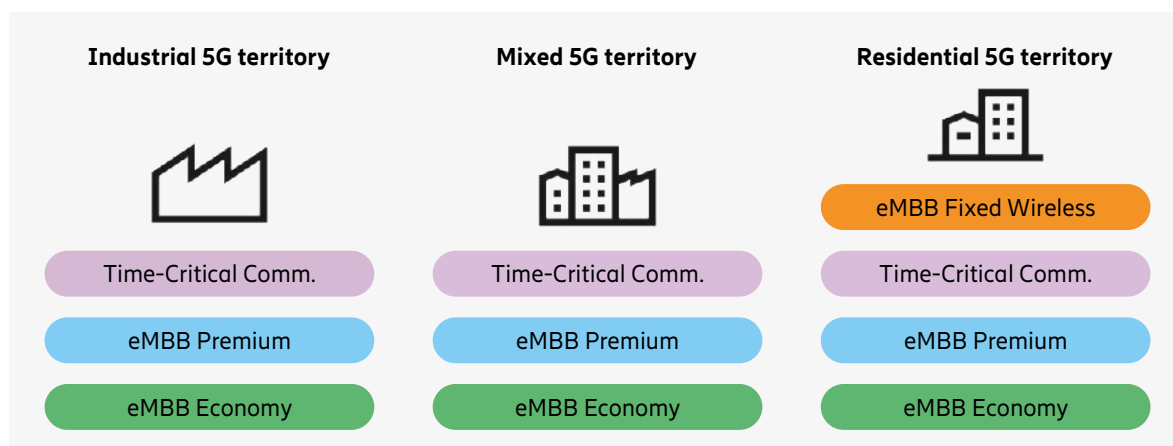 Industrial 5G territory
Time-Critical Comm.
eMBB Premium
eMBB Economy
Mixed 5G territory
Time-Critical Comm.
eMBB Premium
eMBB Economy
Residential 5G territory
eMBB Fixed Wireless
Time-Critical Comm.
eMBB Premium
eMBB Economy